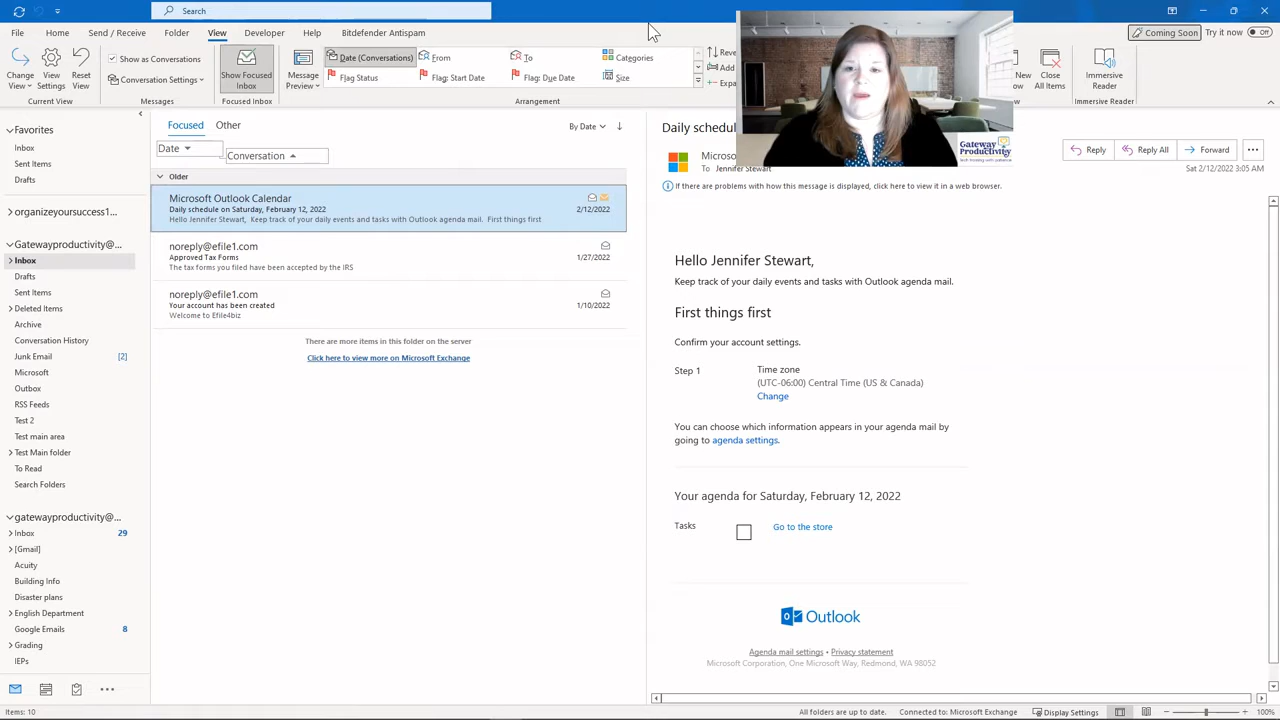 Search
File Home Send / Receive Folder View Developer Help Bitdefender Antispam
Coming Soon Try it now Off
Change View
View Settings
Reset View
Current View
Show as Conversations
Conversation Settings
Messages
Show Focused Inbox
Focused Inbox
Message Preview
Date (Conversations) From To Categories
Flag Status Flag: Start Date Flag: Due Date Size
Arrangement
Reve
Add
Expa
New
Close All Items
Immersive Reader
Immersive Reader
Gateway Productivity
Tech training with patience
Favorites
Inbox
Sent Items
Drafts
organizeyoursuccess1...
Gatewayproductivity@...
Inbox
Drafts
Sent Items
Deleted Items
Archive
Conversation History
Junk Email [2]
Microsoft
Outbox
RSS Feeds
Test 2
Test main area
Test Main folder
To Read
Search Folders
gatewayproductivity@...
Inbox 29
[Gmail]
Acuity
Building Info
Disaster plans
English Department
Google Emails 8
Grading
IEPs
Focused Other By Date
Date Conversation
Older
Microsoft Outlook Calendar
Daily schedule on Saturday, February 12, 2022 2/12/2022
Hello Jennifer Stewart, Keep track of your daily events and tasks with Outlook agenda mail. First things first
noreply@efile1.com
Approved Tax Forms 1/27/2022
The tax forms you filed have been accepted by the IRS
noreply@efile1.com
Your account has been created 1/10/2022
Welcome to Efile4biz
There are more items in this folder on the server
Click here to view more on Microsoft Exchange
Daily schedu
Microso
To Jennifer Stewart
Reply Reply All Forward
Sat 2/12/2022 3:05 AM
If there are problems with how this message is displayed, click here to view it in a web browser.
Hello Jennifer Stewart,
Keep track of your daily events and tasks with Outlook agenda mail.
First things first
Confirm your account settings.
Step 1 Time zone
(UTC-06:00) Central Time (US & Canada)
Change
You can choose which information appears in your agenda mail by
going to agenda settings.
Your agenda for Saturday, February 12, 2022
Tasks Go to the store
Outlook
Agenda mail settings • Privacy statement
Microsoft Corporation, One Microsoft Way, Redmond, WA 98052
Items: 10 All folders are up to date. Connected to: Microsoft Exchange Display Settings 100%